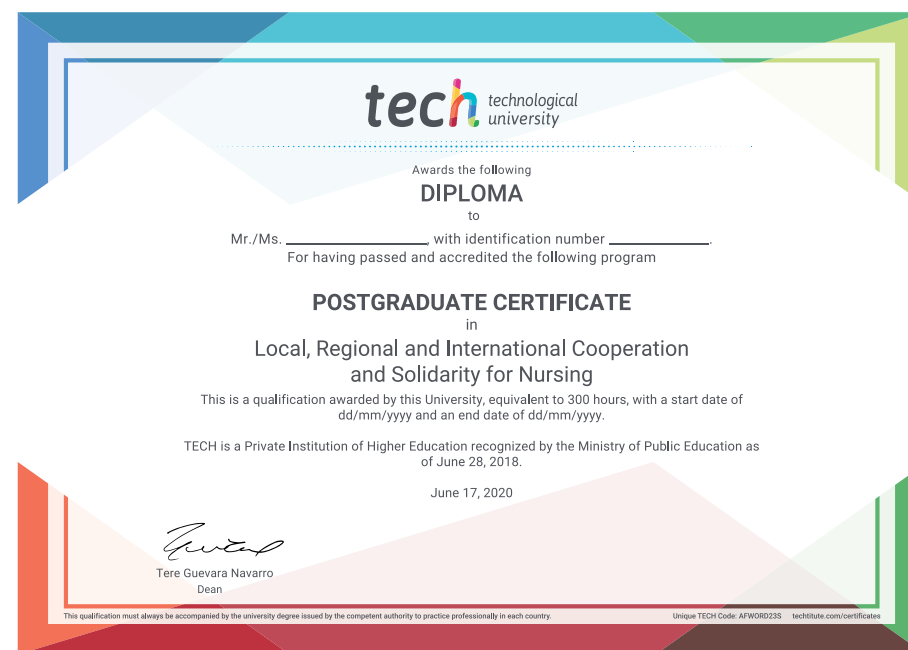 tech technological
university
Awards the following
DIPLOMA
to
Mr./Ms. ____________, with identification number ____________.
For having passed and accredited the following program
POSTGRADUATE CERTIFICATE
in
Local, Regional and International Cooperation
and Solidarity for Nursing
This is a qualification awarded by this University, equivalent to 300 hours, with a start date of
dd/mm/yyyy and an end date of dd/mm/yyyy.
TECH is a Private Institution of Higher Education recognized by the Ministry of Public Education as
of June 28, 2018.
June 17, 2020
Tere Guevara Navarro
Dean
This qualification must always be accompanied by the university degree issued by the competent authority to practice professionally in each country. Unique TECH Code: AFWORD23S techtitute.com/certificates